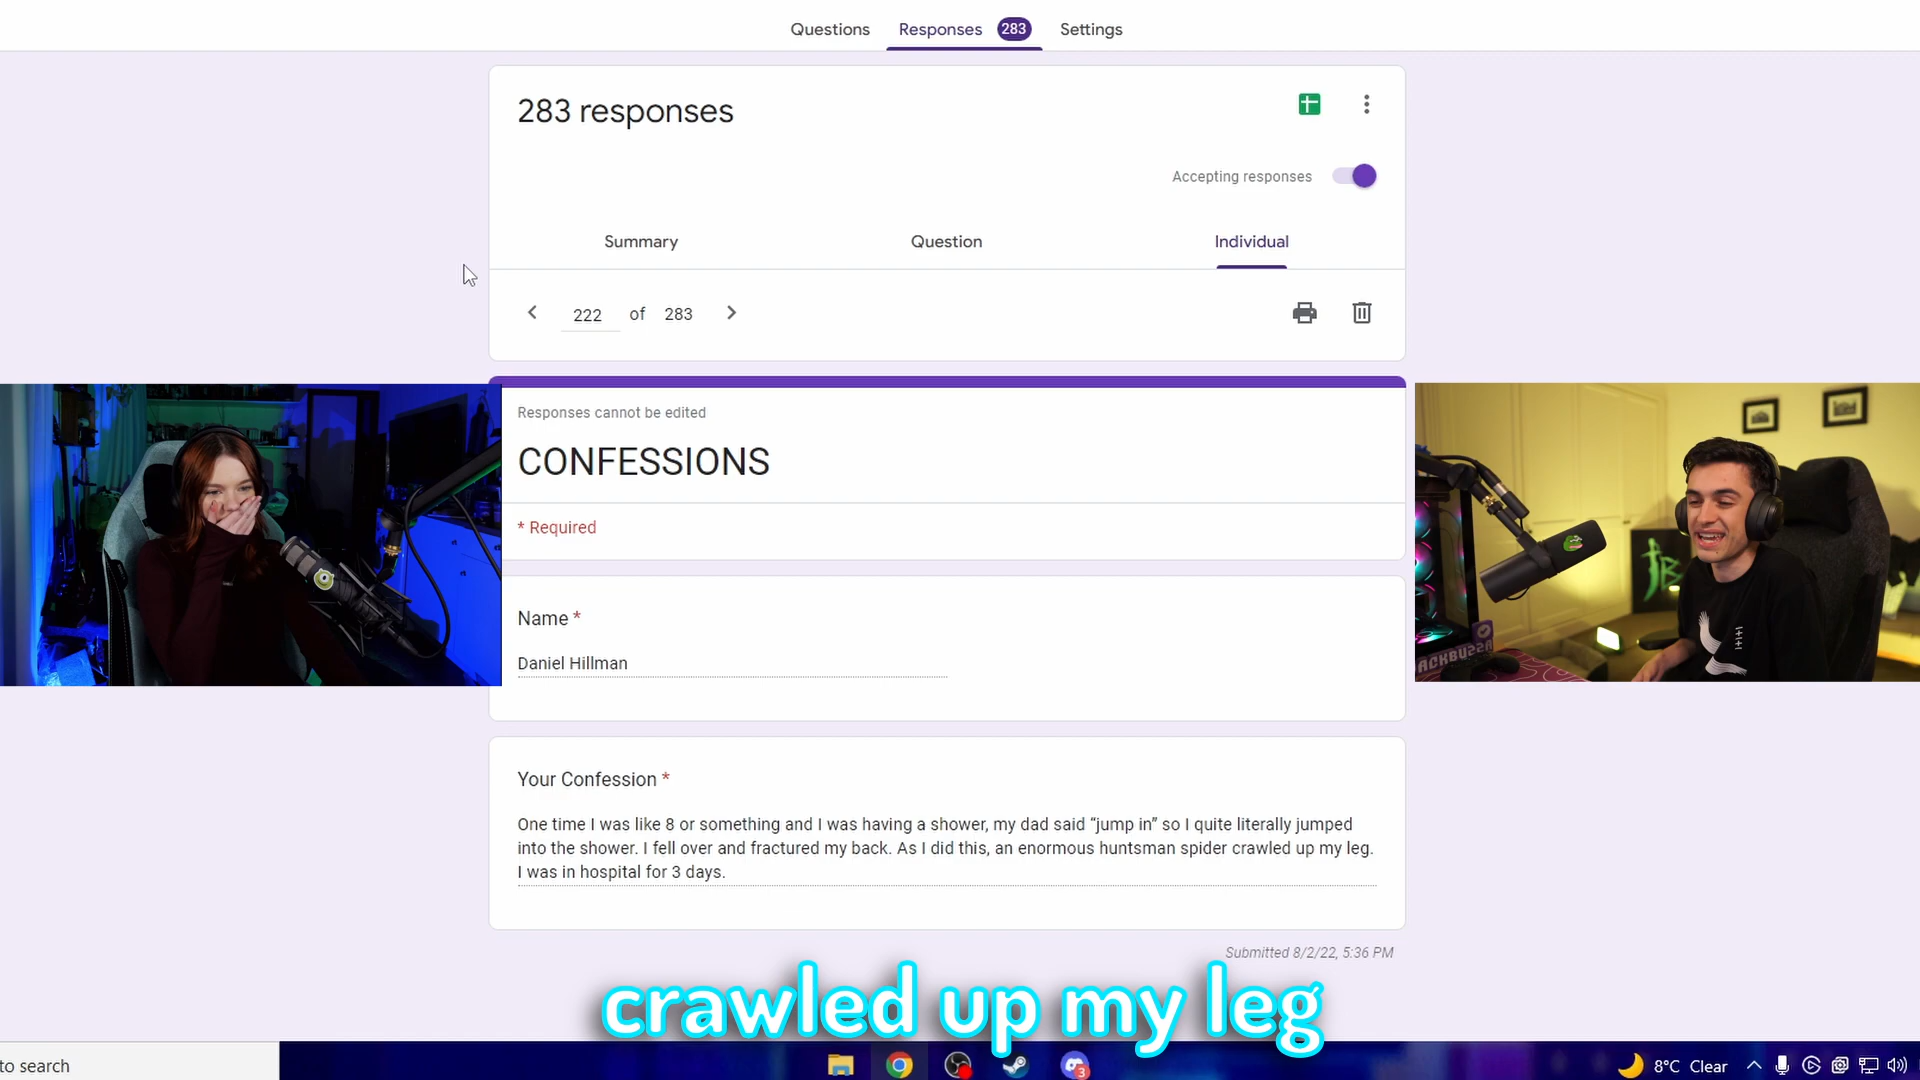 Questions
Responses 283
Settings
283 responses
Accepting responses
Summary
Question
Individual
222 of 283
Responses cannot be edited
CONFESSIONS
* Required
Name *
Daniel Hillman
Your Confession *
One time I was like 8 or something and I was having a shower, my dad said “jump in” so I quite literally jumped
into the shower. I fell over and fractured my back. As I did this, an enormous huntsman spider crawled up my leg.
I was in hospital for 3 days.
Submitted 8/2/22, 5:36 PM
crawled up my leg
to search
3
8°C Clear